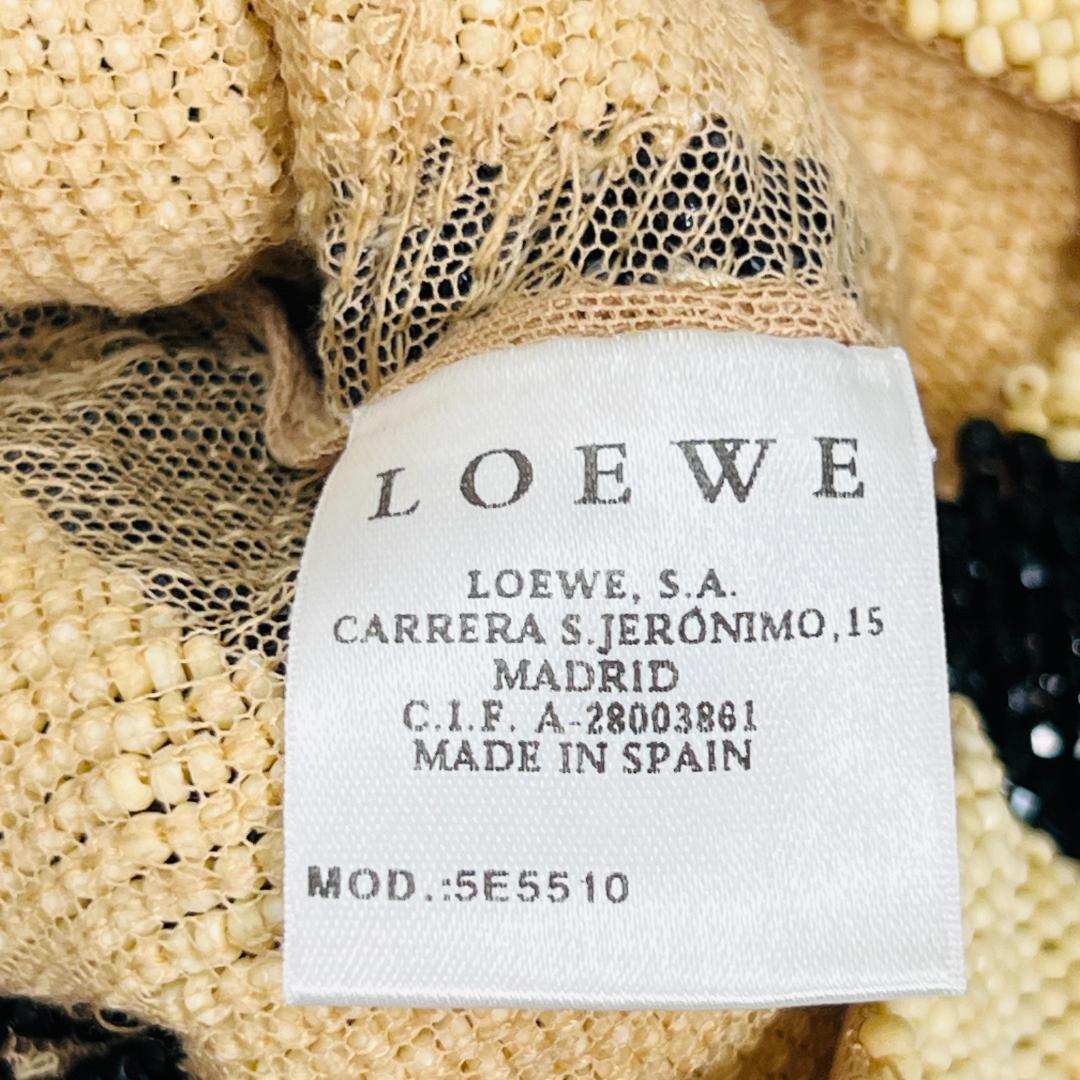 LOEWE
LOEWE, S.A.
CARRERA S.JERÓNIMO,15
MADRID
C.I.F. A-28003861
MADE IN SPAIN
MOD.:5E5510